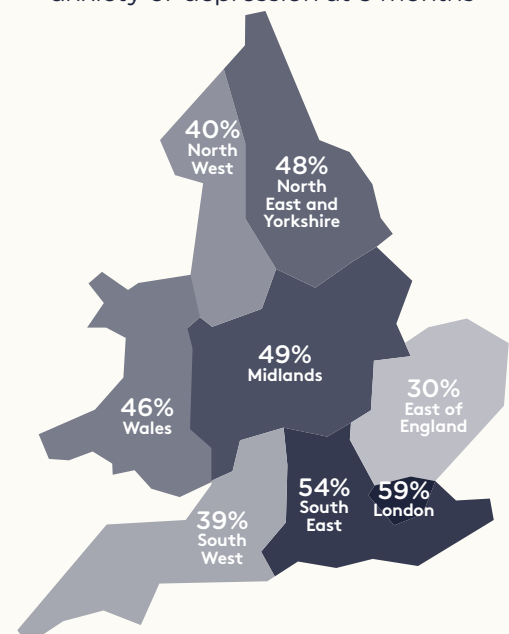 anxiety or depression at 6 months
40%
North
West
48%
North
East and
Yorkshire
49%
Midlands
30%
East of
England
46%
Wales
54%
South
East
59%
London
39%
South
West